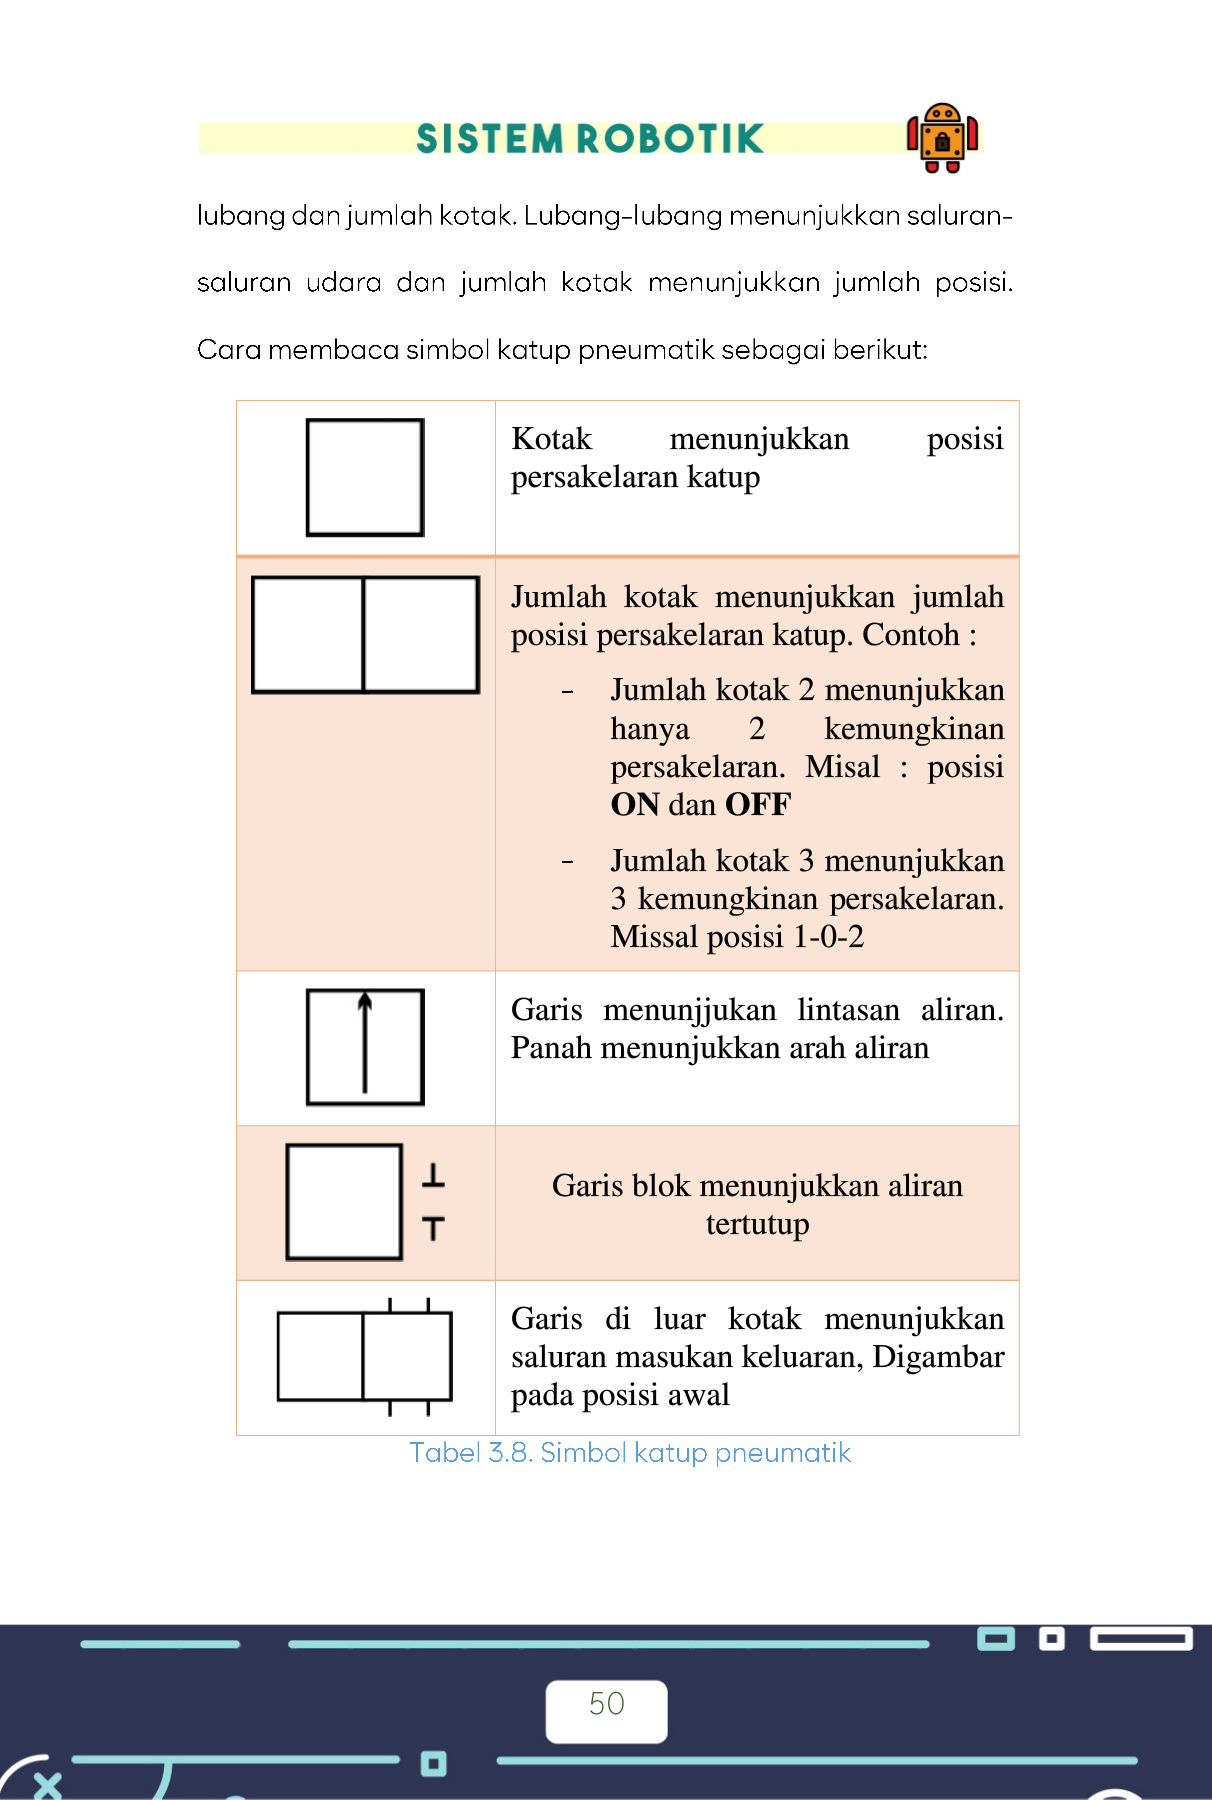 SISTEM ROBOTIK
lubang dan jumlah kotak. Lubang-lubang menunjukkan saluran-
saluran udara dan jumlah kotak menunjukkan jumlah posisi.
Cara membaca simbol katup pneumatik sebagai berikut:
Kotak menunjukkan posisi
persakelaran katup
Jumlah kotak menunjukkan jumlah
posisi persakelaran katup. Contoh :
- Jumlah kotak 2 menunjukkan
hanya 2 kemungkinan
persakelaran. Misal : posisi
ON dan OFF
- Jumlah kotak 3 menunjukkan
3 kemungkinan persakelaran.
Missal posisi 1-0-2
Garis menunjjukan lintasan aliran.
Panah menunjukkan arah aliran
Garis blok menunjukkan aliran
tertutup
Garis di luar kotak menunjukkan
saluran masukan keluaran, Digambar
pada posisi awal
Tabel 3.8. Simbol katup pneumatik
50